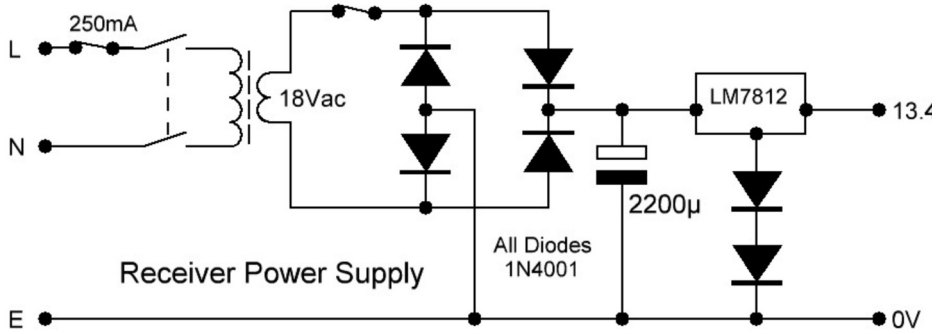 250mA
L
18Vac
LM7812
13.4
N
2200µ
All Diodes
1N4001
Receiver Power Supply
E
0V